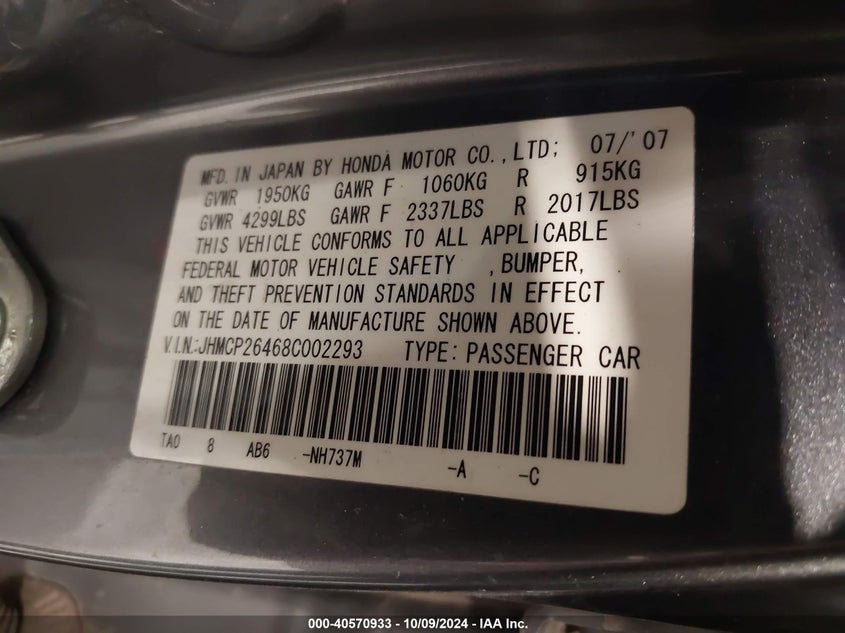 MFD. IN JAPAN BY HONDA MOTOR CO., LTD; 07/'07
GVWR 1950KG GAWR F 1060KG R 915KG
GVWR 4299LBS GAWR F 2337LBS R 2017LBS
THIS VEHICLE CONFORMS TO ALL APPLICABLE
FEDERAL MOTOR VEHICLE SAFETY , BUMPER,
AND THEFT PREVENTION STANDARDS IN EFFECT
ON THE DATE OF MANUFACTURE SHOWN ABOVE.
V.I.N.:JHMCP26468C002293 TYPE: PASSENGER CAR
TA0 8 AB6 -NH737M -A -C
000-40570933 - 10/09/2024 - IAA Inc.